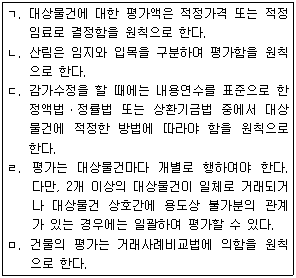 ㄱ. 대상물건에 대한 평가액은 적정가격 또는 적정
임료로 결정함을 원칙으로 한다.
ㄴ. 산림은 임지와 입목을 구분하여 평가함을 원칙
으로 한다.
ㄷ. 감가수정을 할 때에는 내용연수를 표준으로 한
정액법·정률법 또는 상환기금법 중에서 대상
물건에 적정한 방법에 따라야 함을 원칙으로
한다.
ㄹ. 평가는 대상물건마다 개별로 행하여야 한다.
다만, 2개 이상의 대상물건이 일체로 거래되거
나 대상물건 상호간에 용도상 불가분의 관계
가 있는 경우에는 일괄하여 평가할 수 있다.
ㅁ. 건물의 평가는 거래사례비교법에 의함을 원칙
으로 한다.